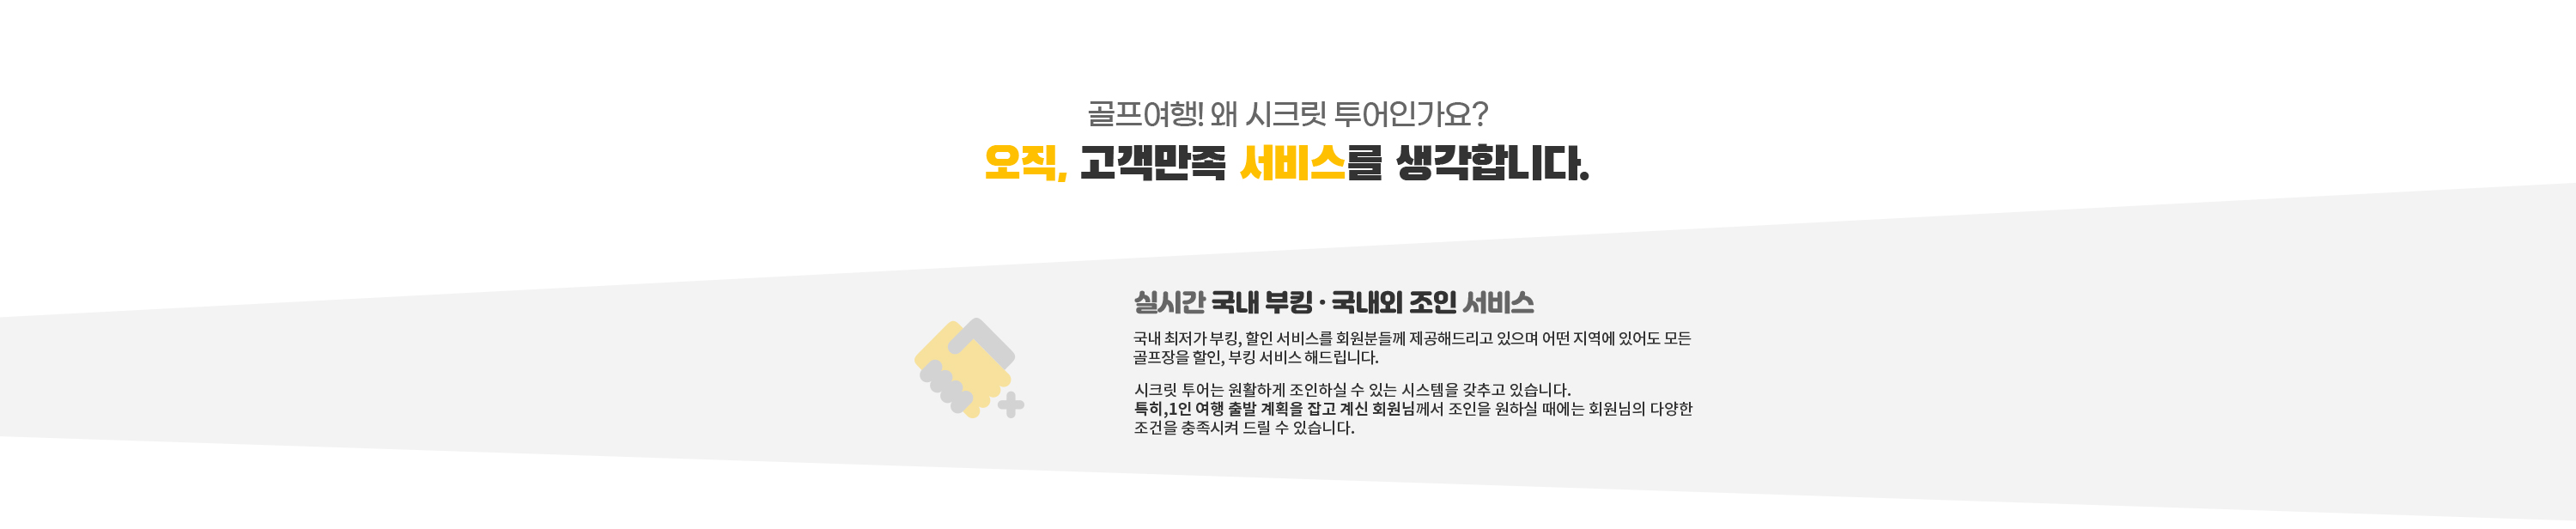 골프여행! 왜 시크릿 투어인가요?
오직, 고객만족 서비스를 생각합니다.
실시간 국내 부킹 · 국내외 조인 서비스
국내 최저가 부킹, 할인 서비스를 회원분들께 제공해드리고 있으며 어떤 지역에 있어도 모든
골프장을 할인, 부킹 서비스 해드립니다.
시크릿 투어는 원활하게 조인하실 수 있는 시스템을 갖추고 있습니다.
특히,1인 여행 출발 계획을 잡고 계신 회원님께서 조인을 원하실 때에는 회원님의 다양한
조건을 충족시켜 드릴 수 있습니다.